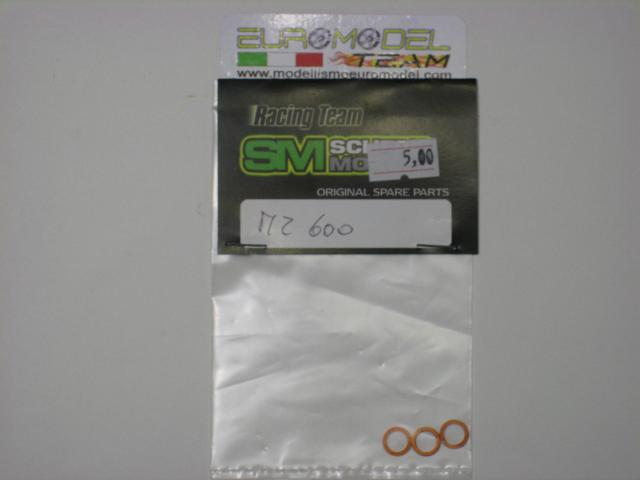 EUROMODEL
TEAM
www.modellismoeuromodel.com
Racing Team
SM
5,00
ORIGINAL SPARE PARTS
MZ 600